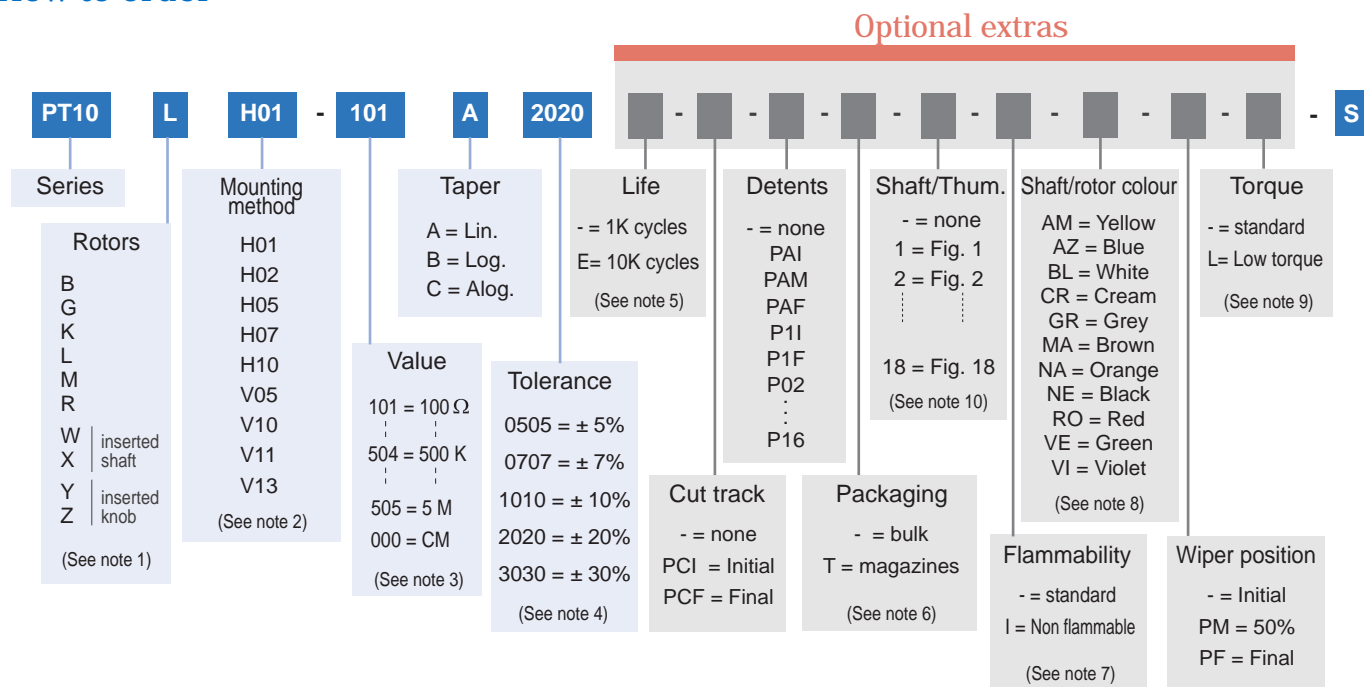 Optional extras
PT10 L H01 - 101 A 2020 - - - - - - - - - S
Series
Rotors
B
G
K
L
M
R
W
X
inserted
shaft
Y
Z
inserted
knob
(See note 1)
Mounting
method
H01
H02
H05
H07
H10
V05
V10
V11
V13
(See note 2)
Value
101 = 100 Ω
504 = 500 K
505 = 5 M
000 = CM
(See note 3)
Taper
A = Lin.
B = Log.
C = Alog.
Tolerance
0505 = ± 5%
0707 = ± 7%
1010 = ± 10%
2020 = ± 20%
3030 = ± 30%
(See note 4)
Life
- = 1K cycles
E= 10K cycles
(See note 5)
Cut track
- = none
PCI = Initial
PCF = Final
Detents
- = none
PAI
PAM
PAF
P1I
P1F
P02
:
P16
Packaging
- = bulk
T = magazines
(See note 6)
Shaft/Thum.
- = none
1 = Fig. 1
2 = Fig. 2
18 = Fig. 18
(See note 10)
Flammability
- = standard
I = Non flammable
(See note 7)
Shaft/rotor colour
AM = Yellow
AZ = Blue
BL = White
CR = Cream
GR = Grey
MA = Brown
NA = Orange
NE = Black
RO = Red
VE = Green
VI = Violet
(See note 8)
Wiper position
- = Initial
PM = 50%
PF = Final
Torque
- = standard
L= Low torque
(See note 9)